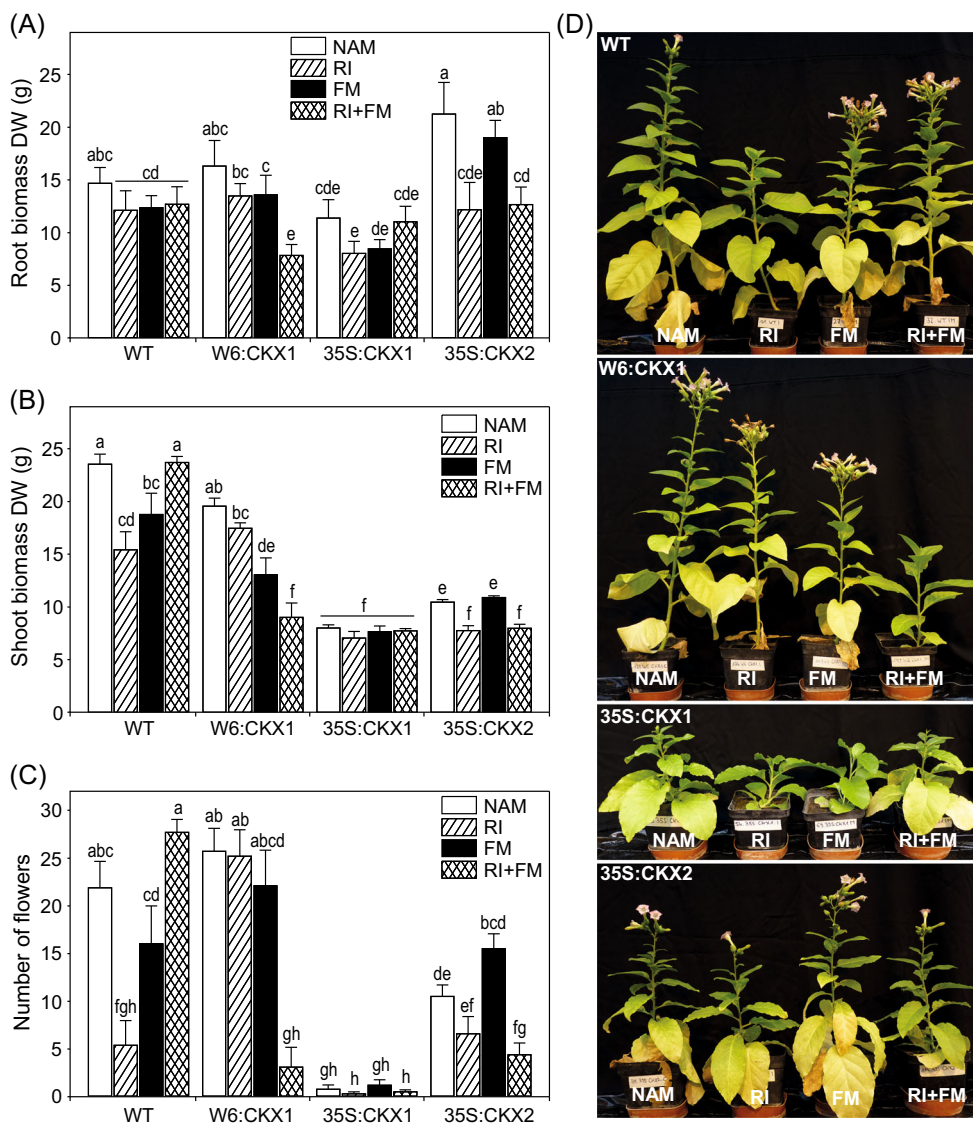 (A)
NAM
RI
FM
RI+FM
Root biomass DW (g)
25
20
15
10
5
0
abc
cd
abc
bc
c
e
cde
e
de
cde
a
cde
ab
cd
WT
W6:CKX1
35S:CKX1
35S:CKX2
(B)
NAM
RI
FM
RI+FM
Shoot biomass DW (g)
25
20
15
10
5
0
a
cd
bc
a
ab
bc
de
f
f
e
f
e
f
WT
W6:CKX1
35S:CKX1
35S:CKX2
(C)
NAM
RI
FM
RI+FM
Number of flowers
30
25
20
15
10
5
0
abc
fgh
cd
a
ab
ab
abcd
gh
gh
h
gh
h
de
ef
bcd
fg
WT
W6:CKX1
35S:CKX1
35S:CKX2
(D)
WT
NAM
RI
FM
RI+FM
W6:CKX1
NAM
RI
FM
RI+FM
35S:CKX1
NAM
RI
FM
RI+FM
35S:CKX2
NAM
RI
FM
RI+FM